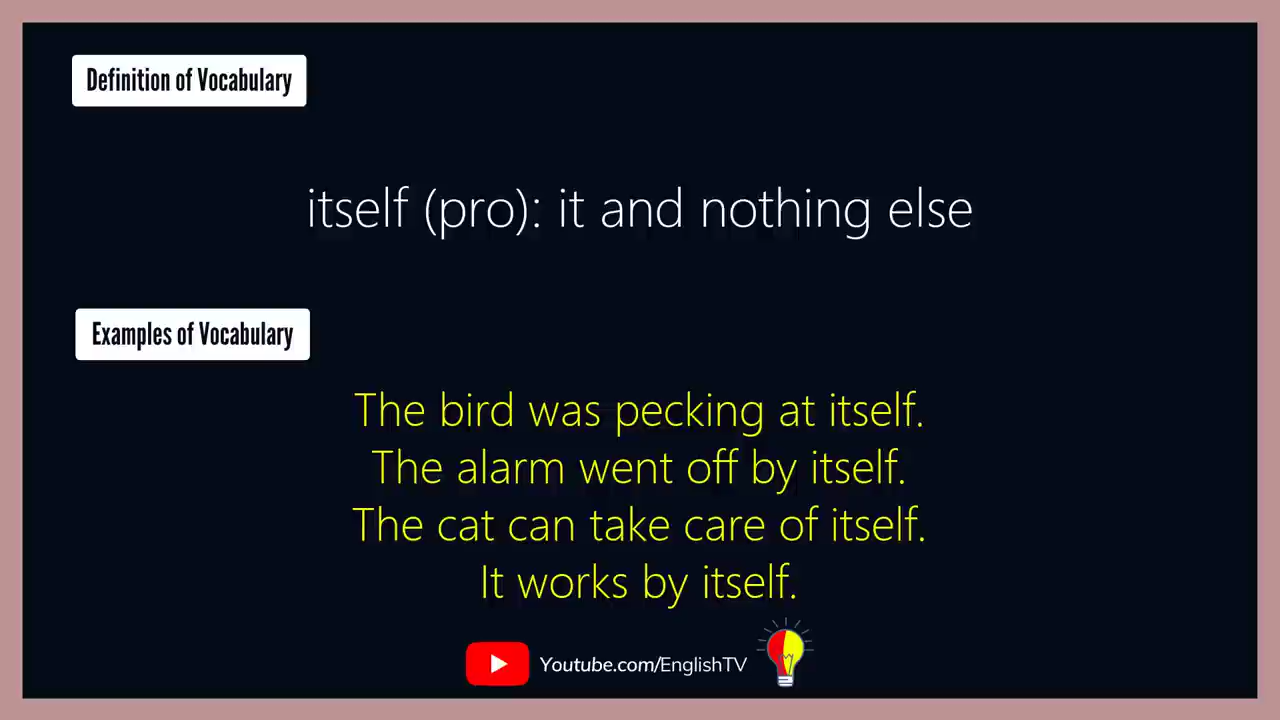 Definition of Vocabulary
itself (pro): it and nothing else
Examples of Vocabulary
The bird was pecking at itself.
The alarm went off by itself.
The cat can take care of itself.
It works by itself.
Youtube.com/EnglishTV